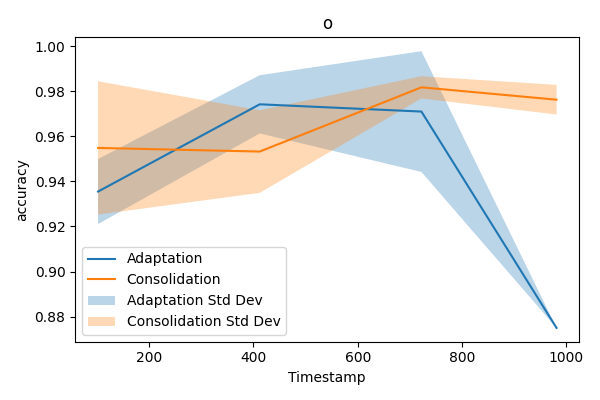 o
1.00
0.98
0.96
0.94
0.92
0.90
0.88
accuracy
Adaptation
Consolidation
Adaptation Std Dev
Consolidation Std Dev
200 400 600 800 1000
Timestamp